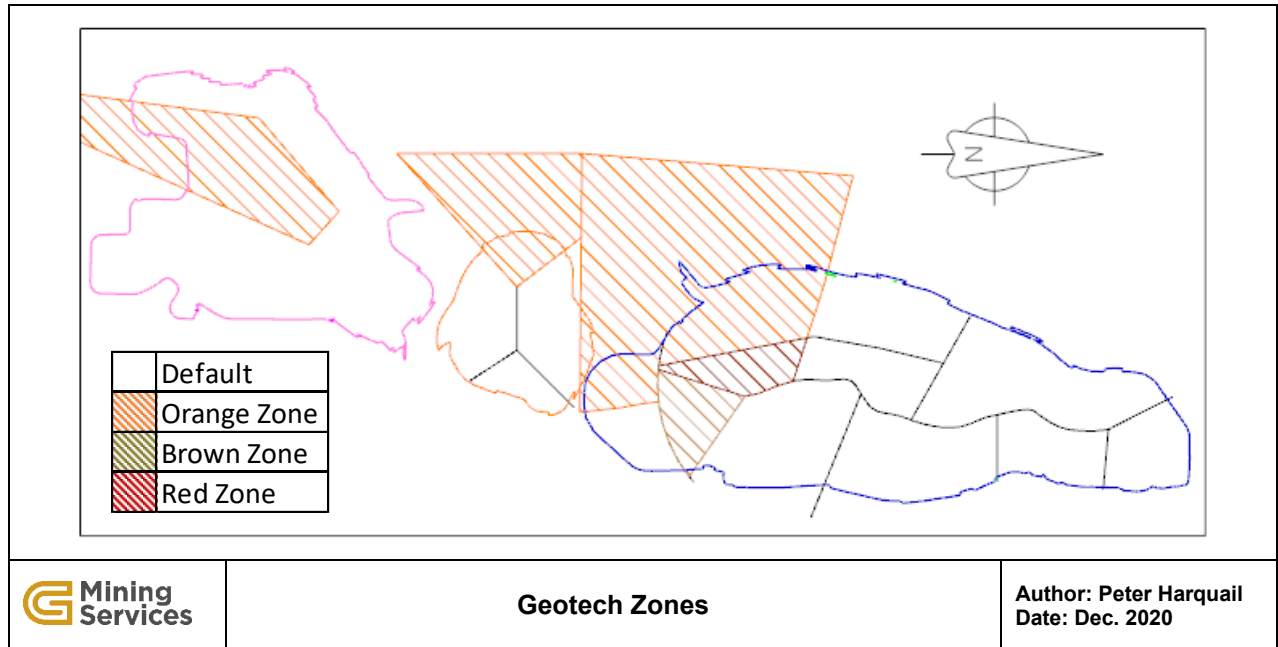 N
Default
Orange Zone
Brown Zone
Red Zone
Mining
Services
Geotech Zones
Author: Peter Harquail
Date: Dec. 2020